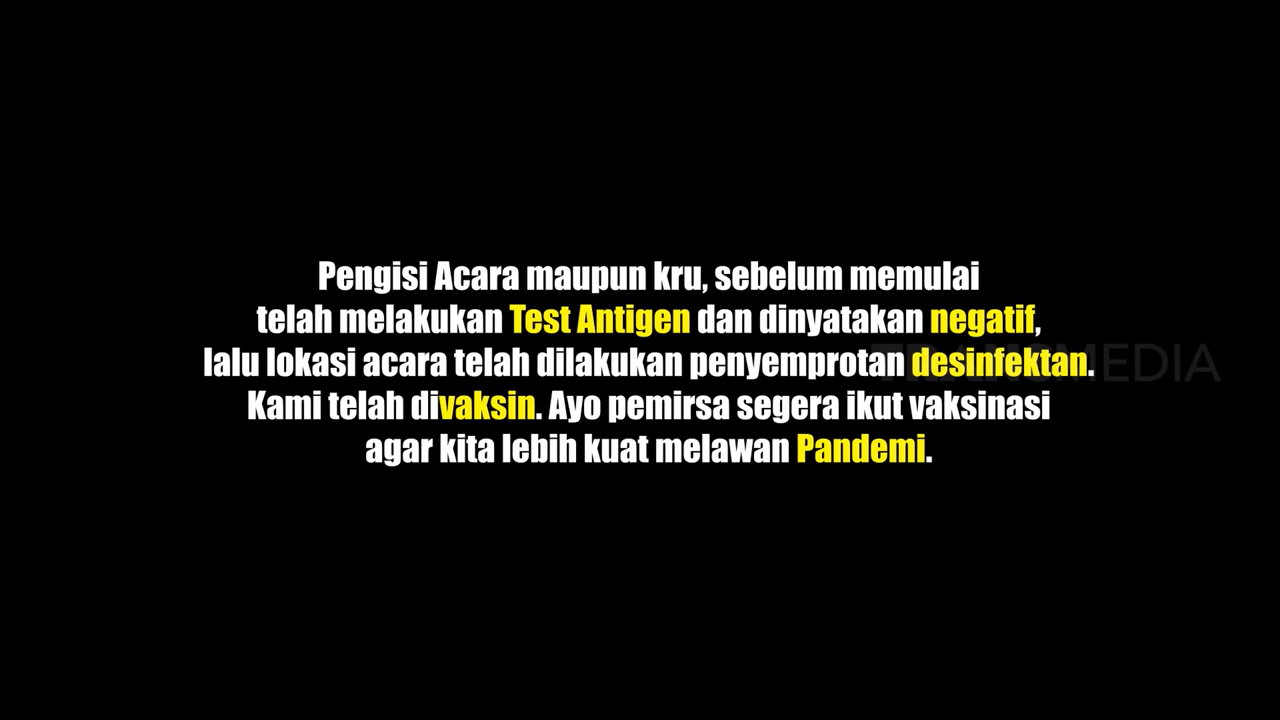 Pengisi Acara maupun kru, sebelum memulai
telah melakukan Test Antigen dan dinyatakan negatif,
lalu lokasi acara telah dilakukan penyemprotan desinfektan.
TRANSMEDIA
Kami telah divaksin. Ayo pemirsa segera ikut vaksinasi
agar kita lebih kuat melawan Pandemi.